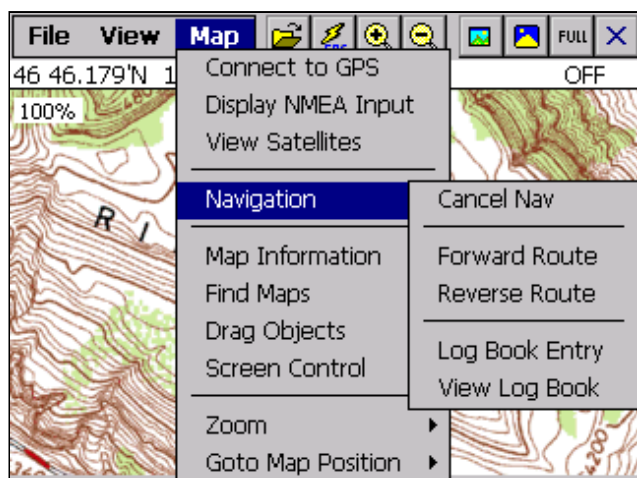 File View Map FULL
46 46.179'N 1 OFF
100%
Connect to GPS
Display NMEA Input
View Satellites
Navigation
Map Information
Find Maps
Drag Objects
Screen Control
Zoom
Goto Map Position
Cancel Nav
Forward Route
Reverse Route
Log Book Entry
View Log Book
R I
4200